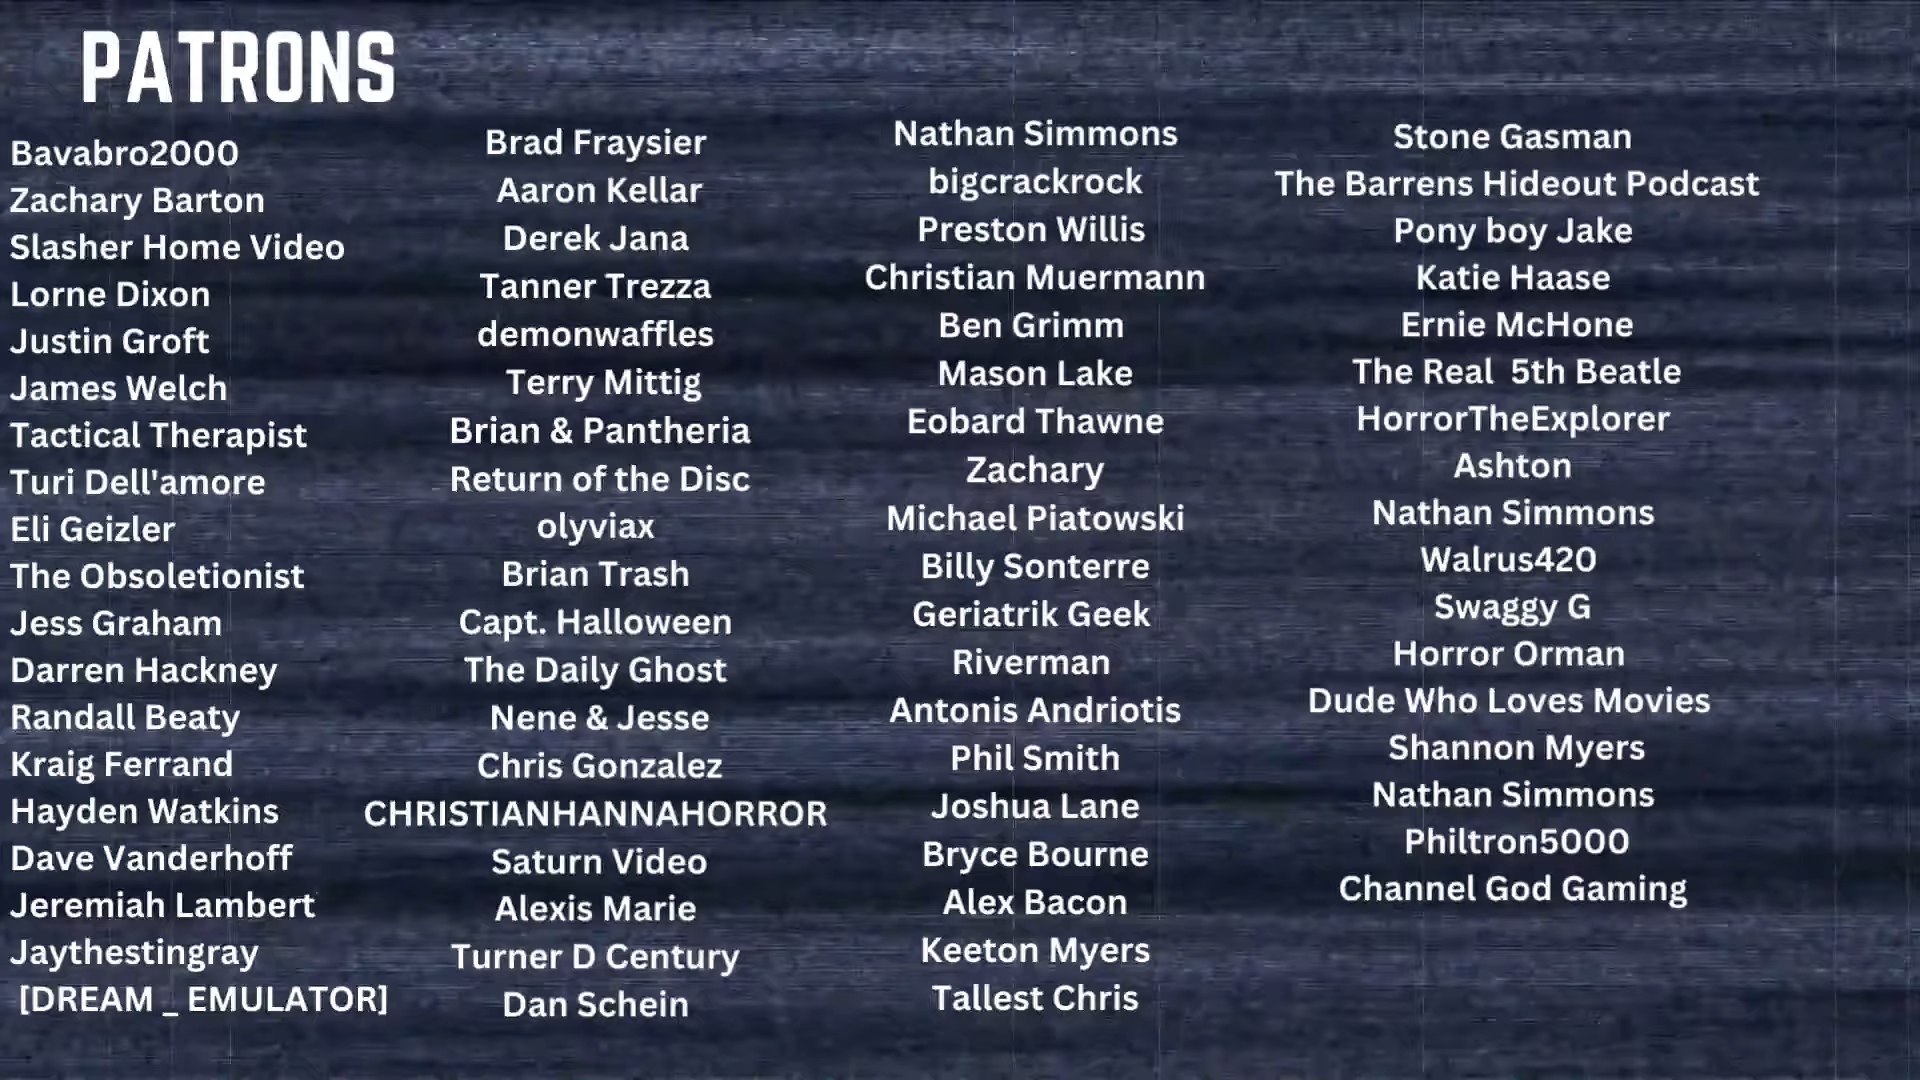 PATRONS
Bavabro2000
Zachary Barton
Slasher Home Video
Lorne Dixon
Justin Groft
James Welch
Tactical Therapist
Turi Dell'amore
Eli Geizler
The Obsoletionist
Jess Graham
Darren Hackney
Randall Beaty
Kraig Ferrand
Hayden Watkins
Dave Vanderhoff
Jeremiah Lambert
Jaythestingray
[DREAM _ EMULATOR]
Brad Fraysier
Aaron Kellar
Derek Jana
Tanner Trezza
demonwaffles
Terry Mittig
Brian & Pantheria
Return of the Disc
olyviax
Brian Trash
Capt. Halloween
The Daily Ghost
Nene & Jesse
Chris Gonzalez
CHRISTIANHANNAHORROR
Saturn Video
Alexis Marie
Turner D Century
Dan Schein
Nathan Simmons
bigcrackrock
Preston Willis
Christian Muermann
Ben Grimm
Mason Lake
Eobard Thawne
Zachary
Michael Piatowski
Billy Sonterre
Geriatrik Geek
Riverman
Antonis Andriotis
Phil Smith
Joshua Lane
Bryce Bourne
Alex Bacon
Keeton Myers
Tallest Chris
Stone Gasman
The Barrens Hideout Podcast
Pony boy Jake
Katie Haase
Ernie McHone
The Real  5th Beatle
HorrorTheExplorer
Ashton
Nathan Simmons
Walrus420
Swaggy G
Horror Orman
Dude Who Loves Movies
Shannon Myers
Nathan Simmons
Philtron5000
Channel God Gaming